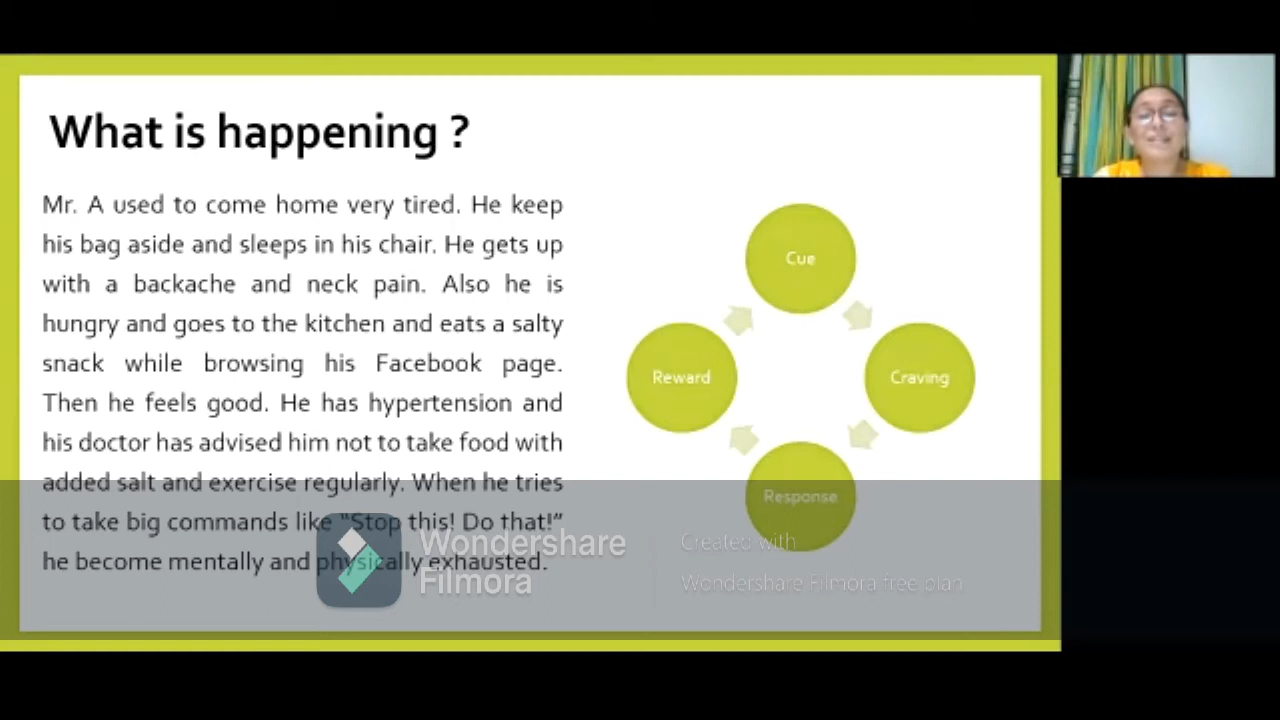 What is happening ?
Mr. A used to come home very tired. He keep
his bag aside and sleeps in his chair. He gets up
with a backache and neck pain. Also he is
hungry and goes to the kitchen and eats a salty
snack while browsing his Facebook page.
Then he feels good. He has hypertension and
his doctor has advised him not to take food with
added salt and exercise regularly. When he tries
to take big commands like “Stop this! Do that!”
he become mentally and physically exhausted.
Cue
Craving
Response
Reward
Wondershare
Filmora
Created with
Wondershare Filmora free plan